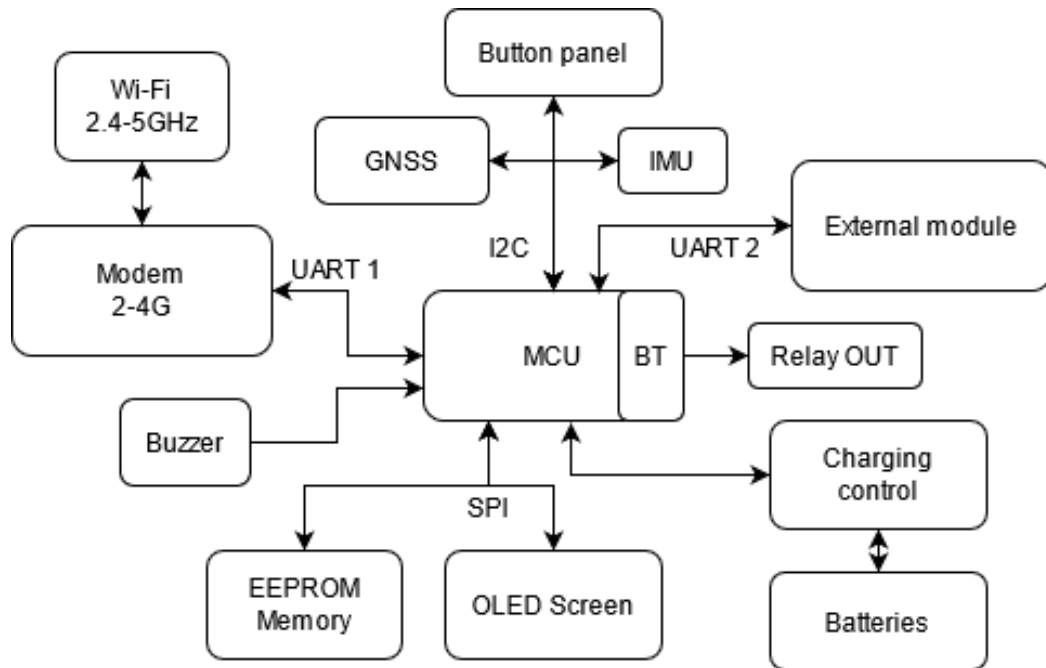 Button panel
Wi-Fi
2.4-5GHz
GNSS
IMU
External module
I2C
UART 2
Modem
2-4G
UART 1
MCU
BT
Relay OUT
Buzzer
Charging
control
SPI
EEPROM
Memory
OLED Screen
Batteries